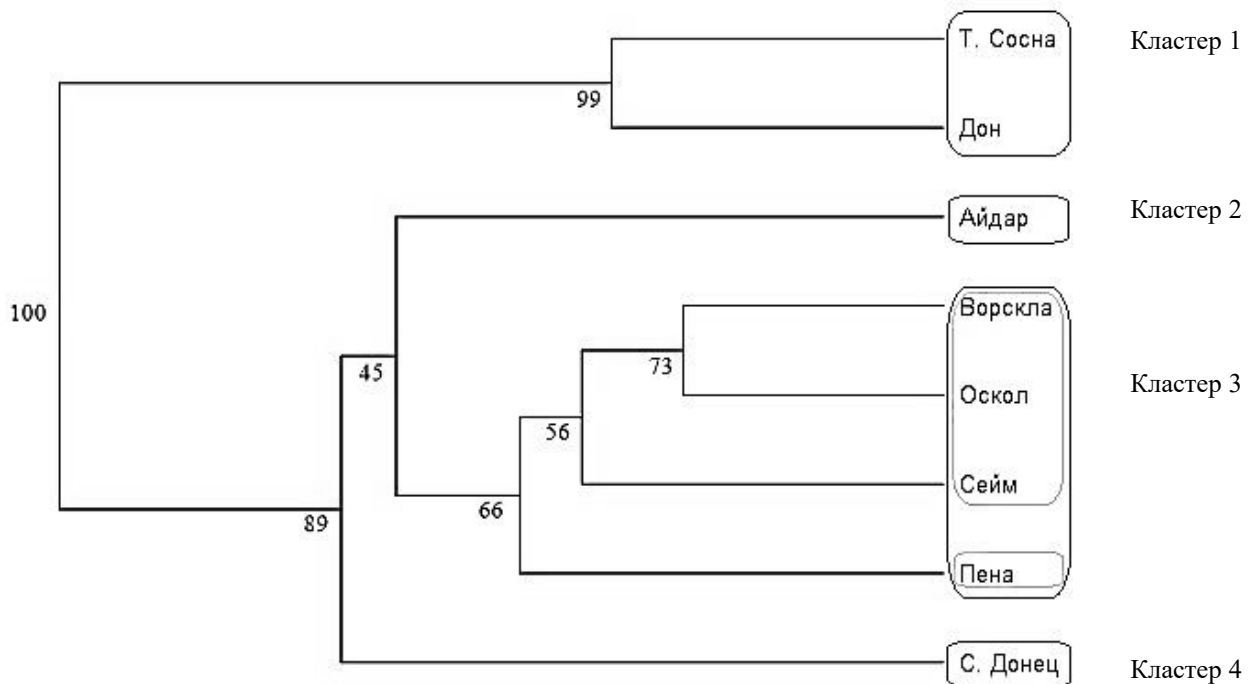 Т. Сосна
Кластер 1
99
Дон
Айдар
Кластер 2
Ворскла
100
73
45
Оскол
Кластер 3
56
Сейм
66
89
Пена
С. Донец
Кластер 4